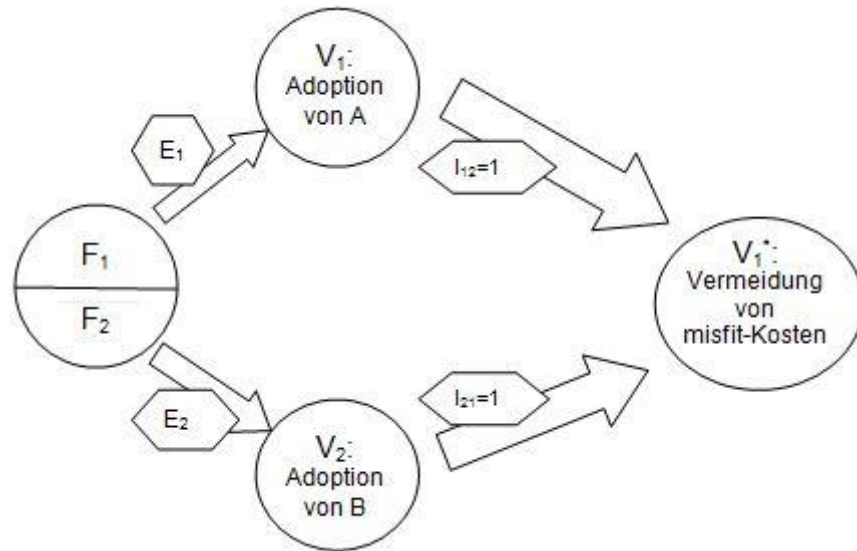 V₁:
Adoption
von A
E₁
I₁₂=1
F₁
F₂
V₁*:
Vermeidung
von
misfit-Kosten
E₂
I₂₁=1
V₂:
Adoption
von B